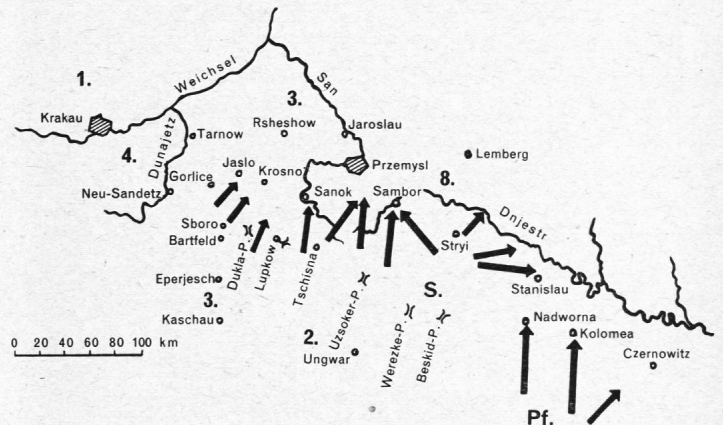 1.
Weichsel
San
3.
Krakau
Rsheshow
Jaroslau
4.
Dunajetz
Tarnow
Przemysl
Lemberg
Gorlice
Jaslo
Krosno
Neu-Sandetz
Sanok
Sambor
8.
Dnjestr
Sboro
Bartfeld
Dukla-P.
Lupkow
Tschisna
Stryi
Eperjesch
3.
Uzsoker-P.
S.
Stanislau
Kaschau
2.
Ungwar
Werezke-P.
Beskid-P.
Nadworna
Kolomea
Czernowitz
0 20 40 60 80 100 km
Pf.